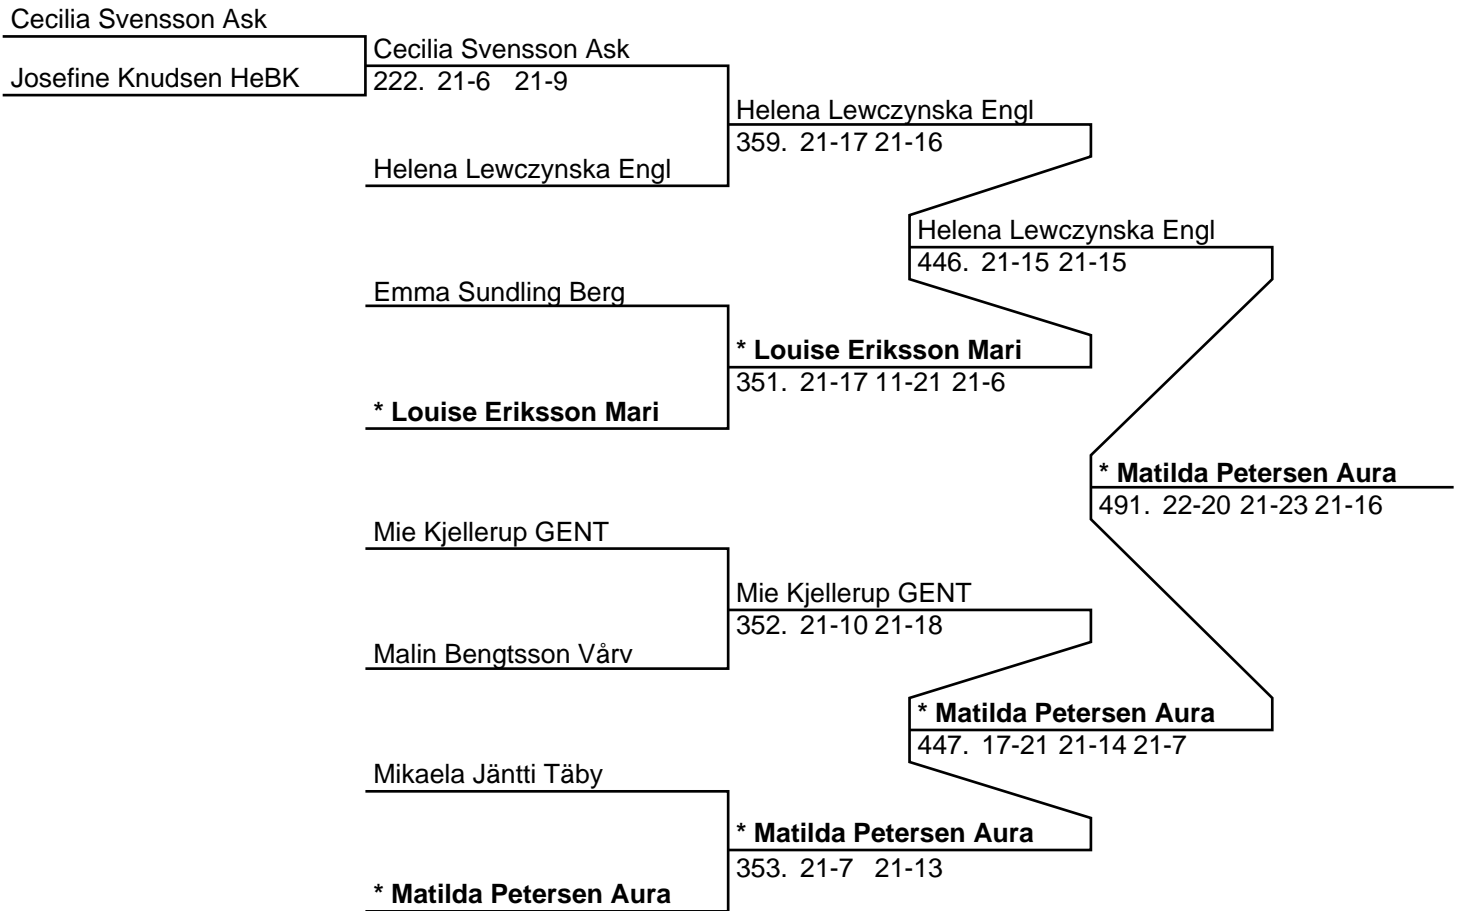 Cecilia Svensson Ask
Cecilia Svensson Ask
Josefine Knudsen HeBK
222. 21-6 21-9
Helena Lewczynska Engl
359. 21-17 21-16
Helena Lewczynska Engl
Helena Lewczynska Engl
446. 21-15 21-15
Emma Sundling Berg
* Louise Eriksson Mari
351. 21-17 11-21 21-6
* Louise Eriksson Mari
* Matilda Petersen Aura
491. 22-20 21-23 21-16
Mie Kjellerup GENT
Mie Kjellerup GENT
352. 21-10 21-18
Malin Bengtsson Vårv
* Matilda Petersen Aura
447. 17-21 21-14 21-7
Mikaela Jäntti Täby
* Matilda Petersen Aura
353. 21-7 21-13
* Matilda Petersen Aura